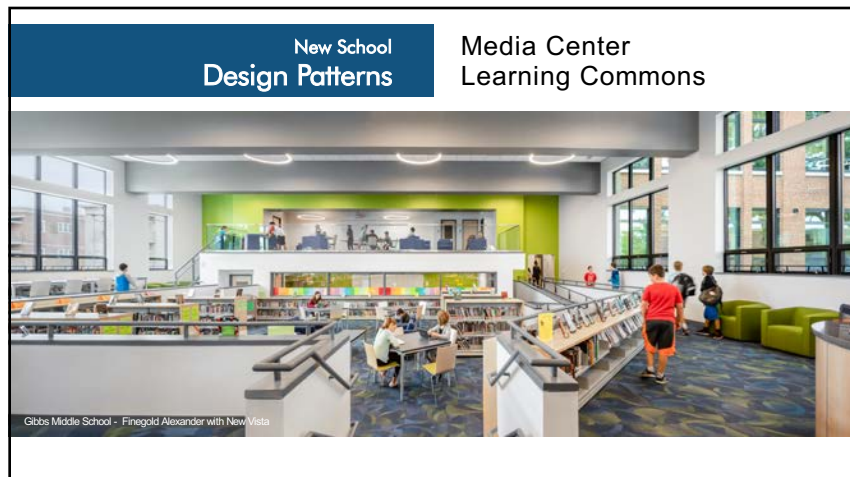 New School
Design Patterns
Media Center
Learning Commons
Gibbs Middle School - Finegold Alexander with New Vista